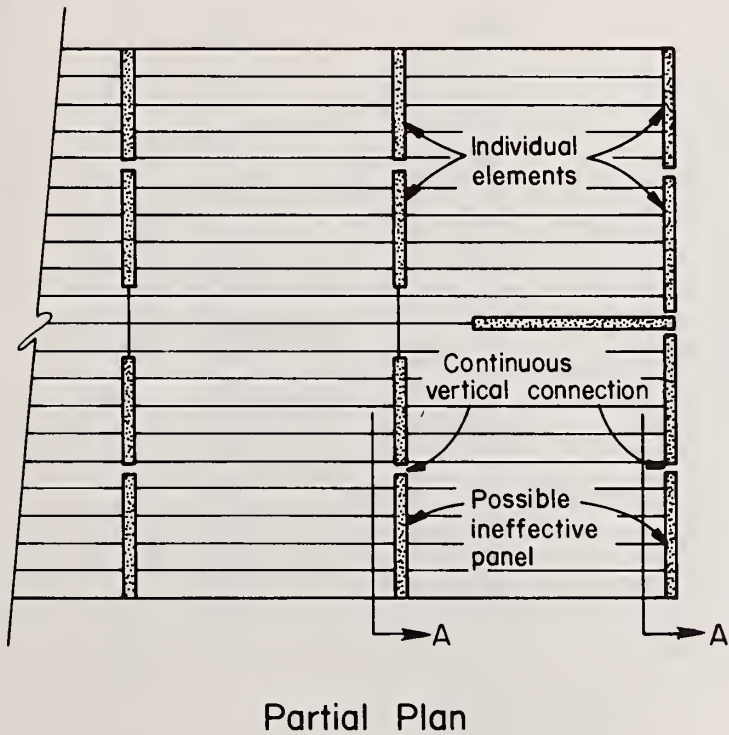 Individual
elements
Continuous
vertical connection
Possible
ineffective
panel
A
A
Partial Plan